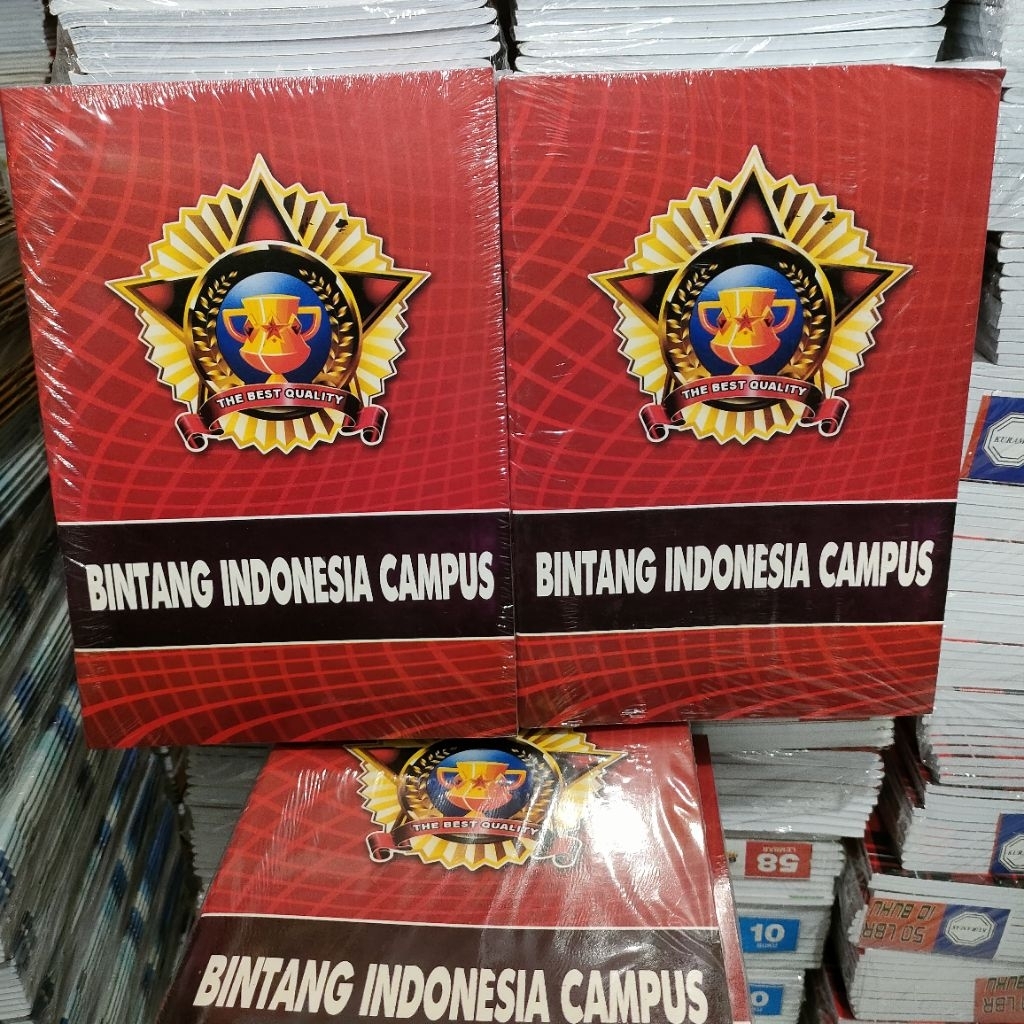 THE BEST QUALITY
BINTANG INDONESIA CAMPUS
THE BEST QUALITY
BINTANG INDONESIA CAMPUS
THE BEST QUALITY
BINTANG INDONESIA CAMPUS
58
LEMBAR
10
50 LBR
10 BUKU